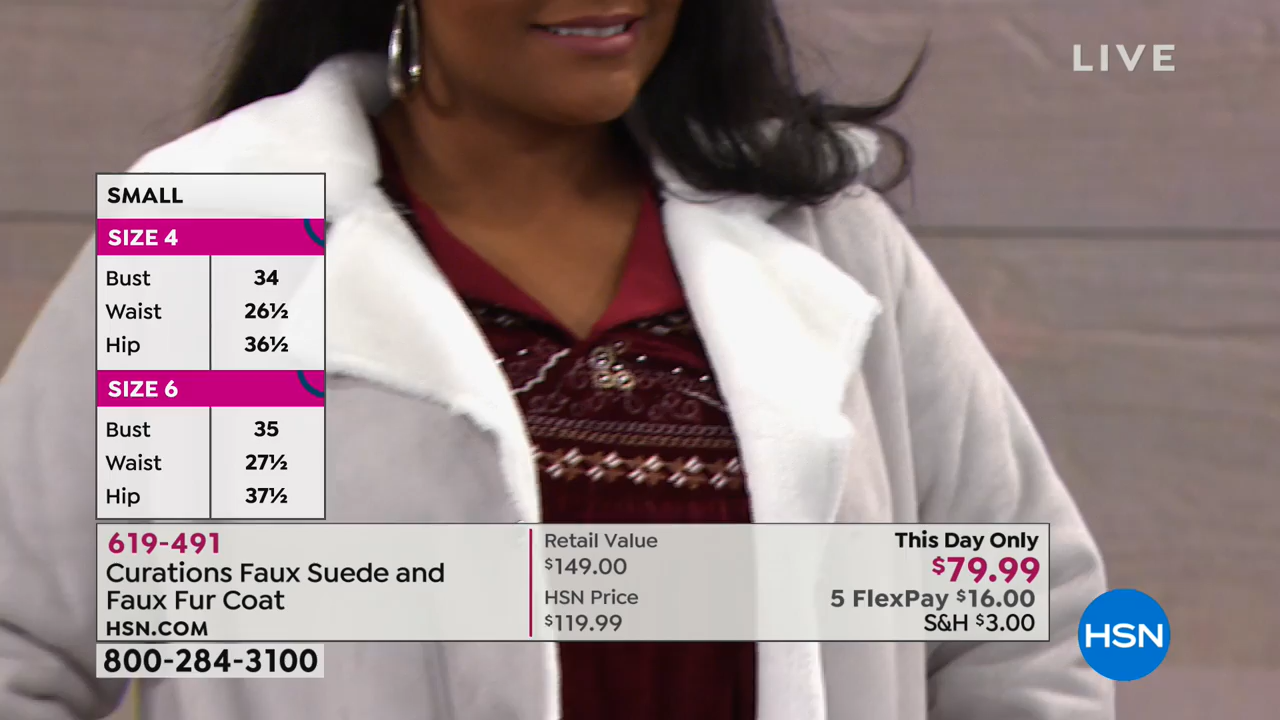 LIVE
SMALL
SIZE 4
Bust 34
Waist 26½
Hip 36½
SIZE 6
Bust 35
Waist 27½
Hip 37½
619-491
Curations Faux Suede and
Faux Fur Coat
HSN.COM
Retail Value
$149.00
HSN Price
$119.99
This Day Only
$79.99
5 FlexPay $16.00
S&H $3.00
800-284-3100
HSN